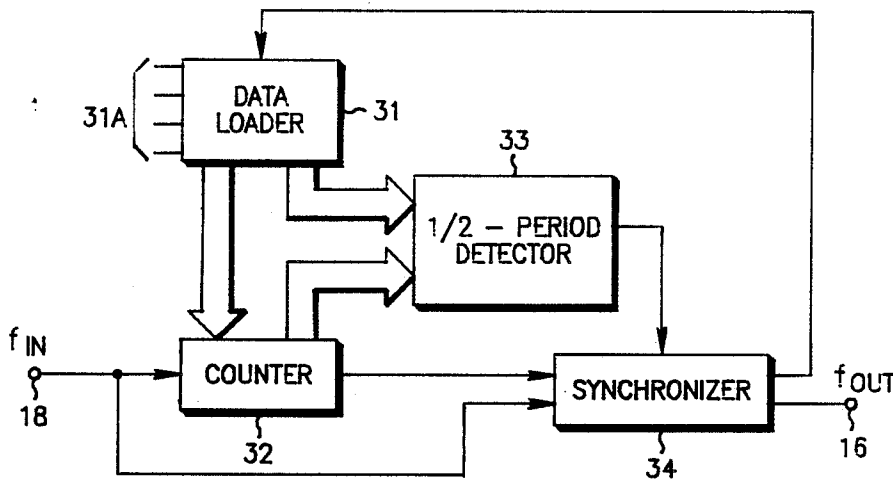 DATA
LOADER
31A
31
33
1/2 - PERIOD
DETECTOR
f IN
18
COUNTER
32
SYNCHRONIZER
34
f OUT
16